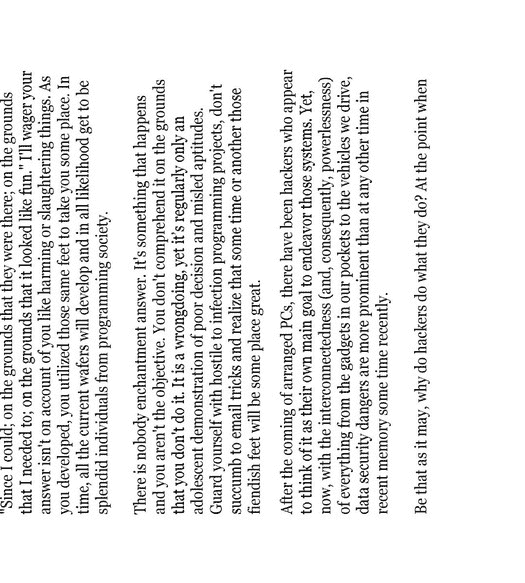 "Since I could; on the grounds that they were there; on the grounds
that I needed to; on the grounds that it looked like fun." I'll wager your
answer isn't on account of you like harming or slaughtering things. As
you developed, you utilized those same feet to take you some place. In
time, all the current wafers will develop and in all likelihood get to be
splendid individuals from programming society.
There is nobody enchantment answer. It's something that happens
and you aren't the objective. You don't comprehend it on the grounds
that you don't do it. It is a wrongdoing, yet it's regularly only an
adolescent demonstration of poor decision and misled aptitudes.
Guard yourself with hostile to infection programming projects, don't
succumb to email tricks and realize that some time or another those
fiendish feet will be some place great.
After the coming of arranged PCs, there have been hackers who appear
to think of it as their own main goal to endeavor those systems. Yet,
now, with the interconnectedness (and, consequently, powerlessness)
of everything from the gadgets in our pockets to the vehicles we drive,
data security dangers are more prominent than at any other time in
recent memory some time recently.
Be that as it may, why do hackers do what they do? At the point when